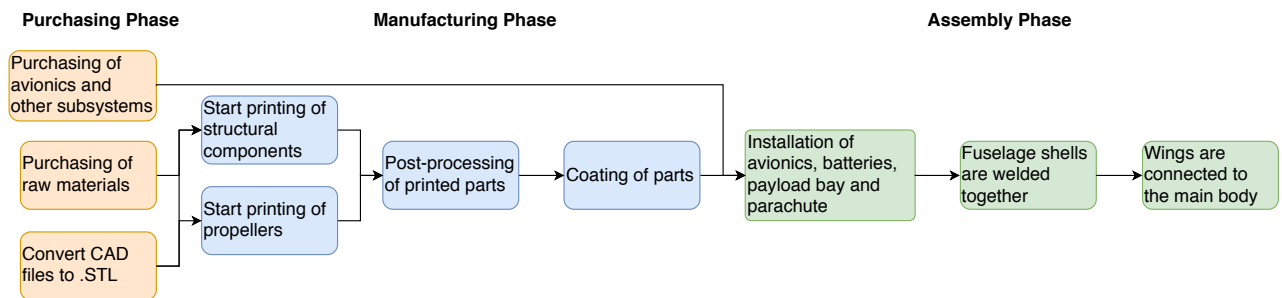 Purchasing Phase
Manufacturing Phase
Assembly Phase
Purchasing of
avionics and
other subsystems
Purchasing of
raw materials
Convert CAD
files to .STL
Start printing of
structural
components
Start printing of
propellers
Post-processing
of printed parts
Coating of parts
Installation of
avionics, batteries,
payload bay and
parachute
Fuselage shells
are welded
together
Wings are
connected to
the main body